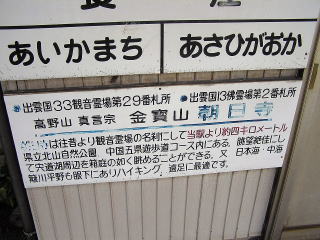 あいかまち
あさひがおか
●出雲国33観音霊場第29番札所
●出雲国13佛霊場第2番札所
高野山 真言宗 金寳山 朝日寺
は往昔より観音霊場の名刹にして当駅より約四キロメートル
県立北山自然公園、中国五県遊歩道コース内にある。眺望絶佳にし
て宍道湖周辺を箱庭の如く眺めることができる。又 日本海・中海
簸川平野も眼下にありハイキング、遠足に最適です。